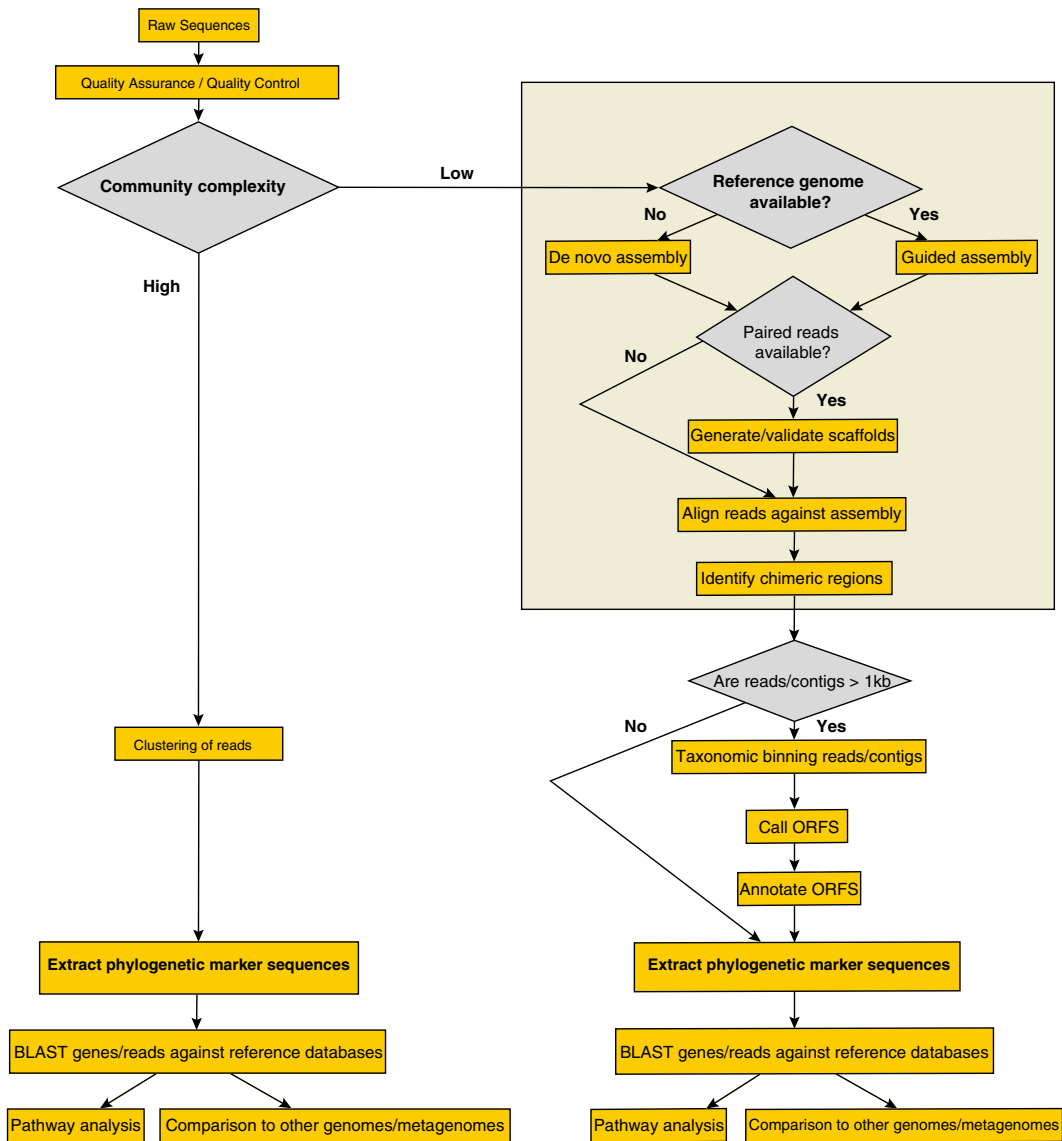 Raw Sequences
Quality Assurance / Quality Control
Community complexity
Low
High
Reference genome
available?
No
Yes
De novo assembly
Guided assembly
Paired reads
available?
No
Yes
Generate/validate scaffolds
Align reads against assembly
Identify chimeric regions
Are reads/contigs > 1kb
No
Yes
Clustering of reads
Taxonomic binning reads/contigs
Call ORFS
Annotate ORFS
Extract phylogenetic marker sequences
Extract phylogenetic marker sequences
BLAST genes/reads against reference databases
BLAST genes/reads against reference databases
Pathway analysis
Comparison to other genomes/metagenomes
Pathway analysis
Comparison to other genomes/metagenomes